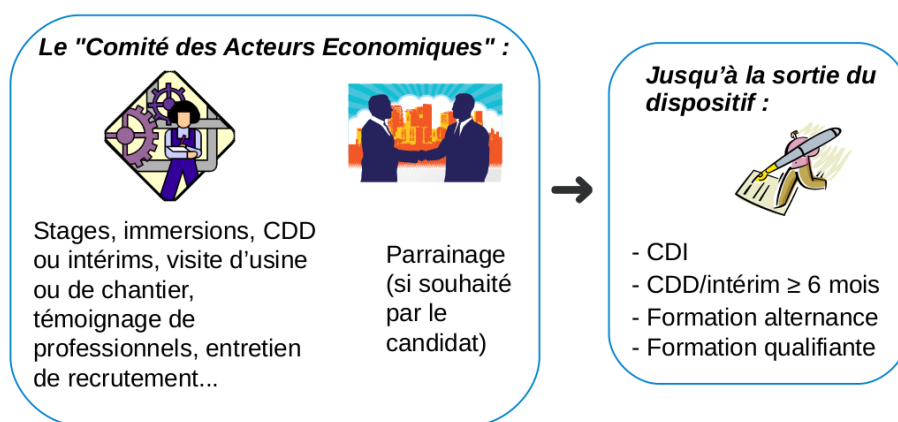 Le "Comité des Acteurs Economiques" :
Stages, immersions, CDD
ou intérims, visite d'usine
ou de chantier,
témoignage de
professionnels, entretien
de recrutement...
Parrainage
(si souhaité
par le
candidat)
Jusqu'à la sortie du
dispositif :
- CDI
- CDD/intérim ≥ 6 mois
- Formation alternance
- Formation qualifiante